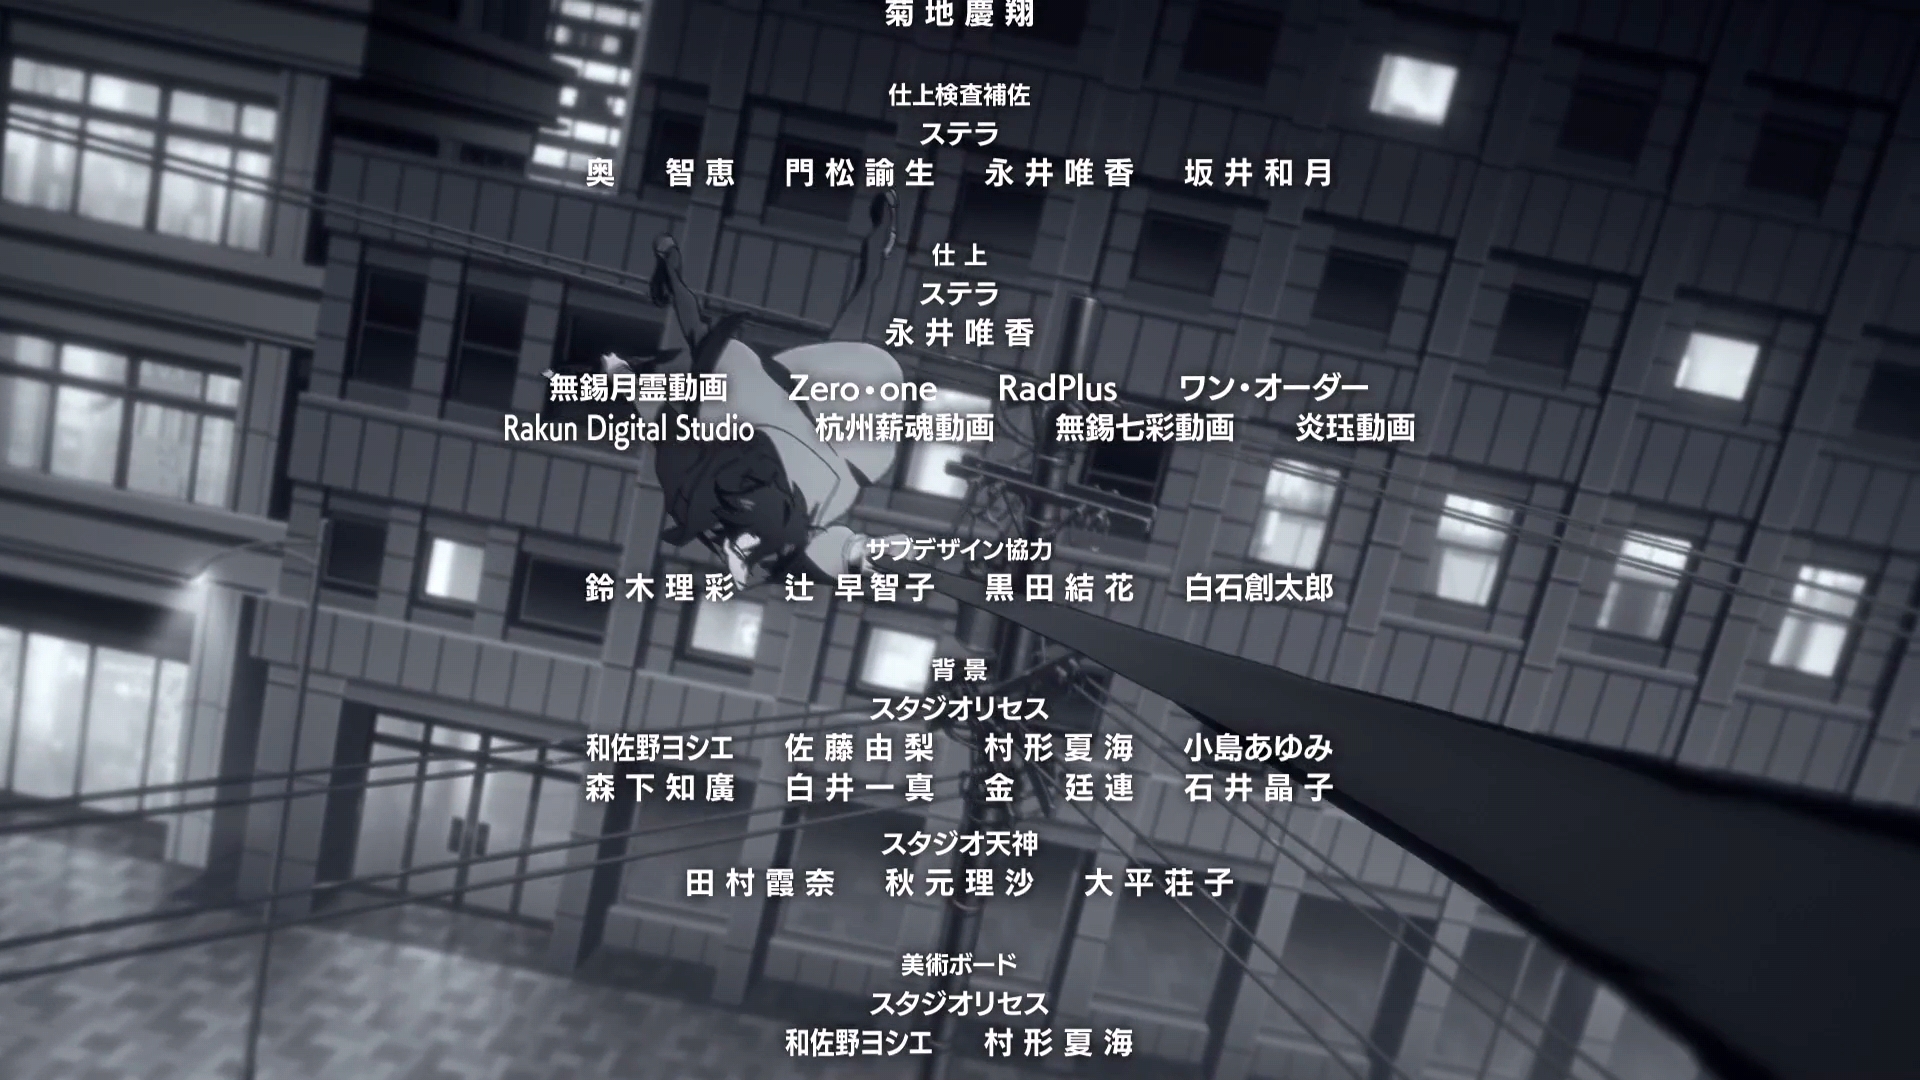 菊地慶翔
仕上検査補佐
ステラ
奥 智恵 門松諭生 永井唯香 坂井和月
仕上
ステラ
永井唯香
無錫月霊動画 Zero・one RadPlus ワン・オーダー
Rakun Digital Studio 杭州薪魂動画 無錫七彩動画 炎珏動画
サブデザイン協力
鈴木理彩 辻 早智子 黒田結花 白石創太郎
背景
スタジオリセス
和佐野ヨシエ 佐藤由梨 村形夏海 小島あゆみ
森下知廣 白井一真 金 廷連 石井晶子
スタジオ天神
田村霞奈 秋元理沙 大平荘子
美術ボード
スタジオリセス
和佐野ヨシエ 村形夏海